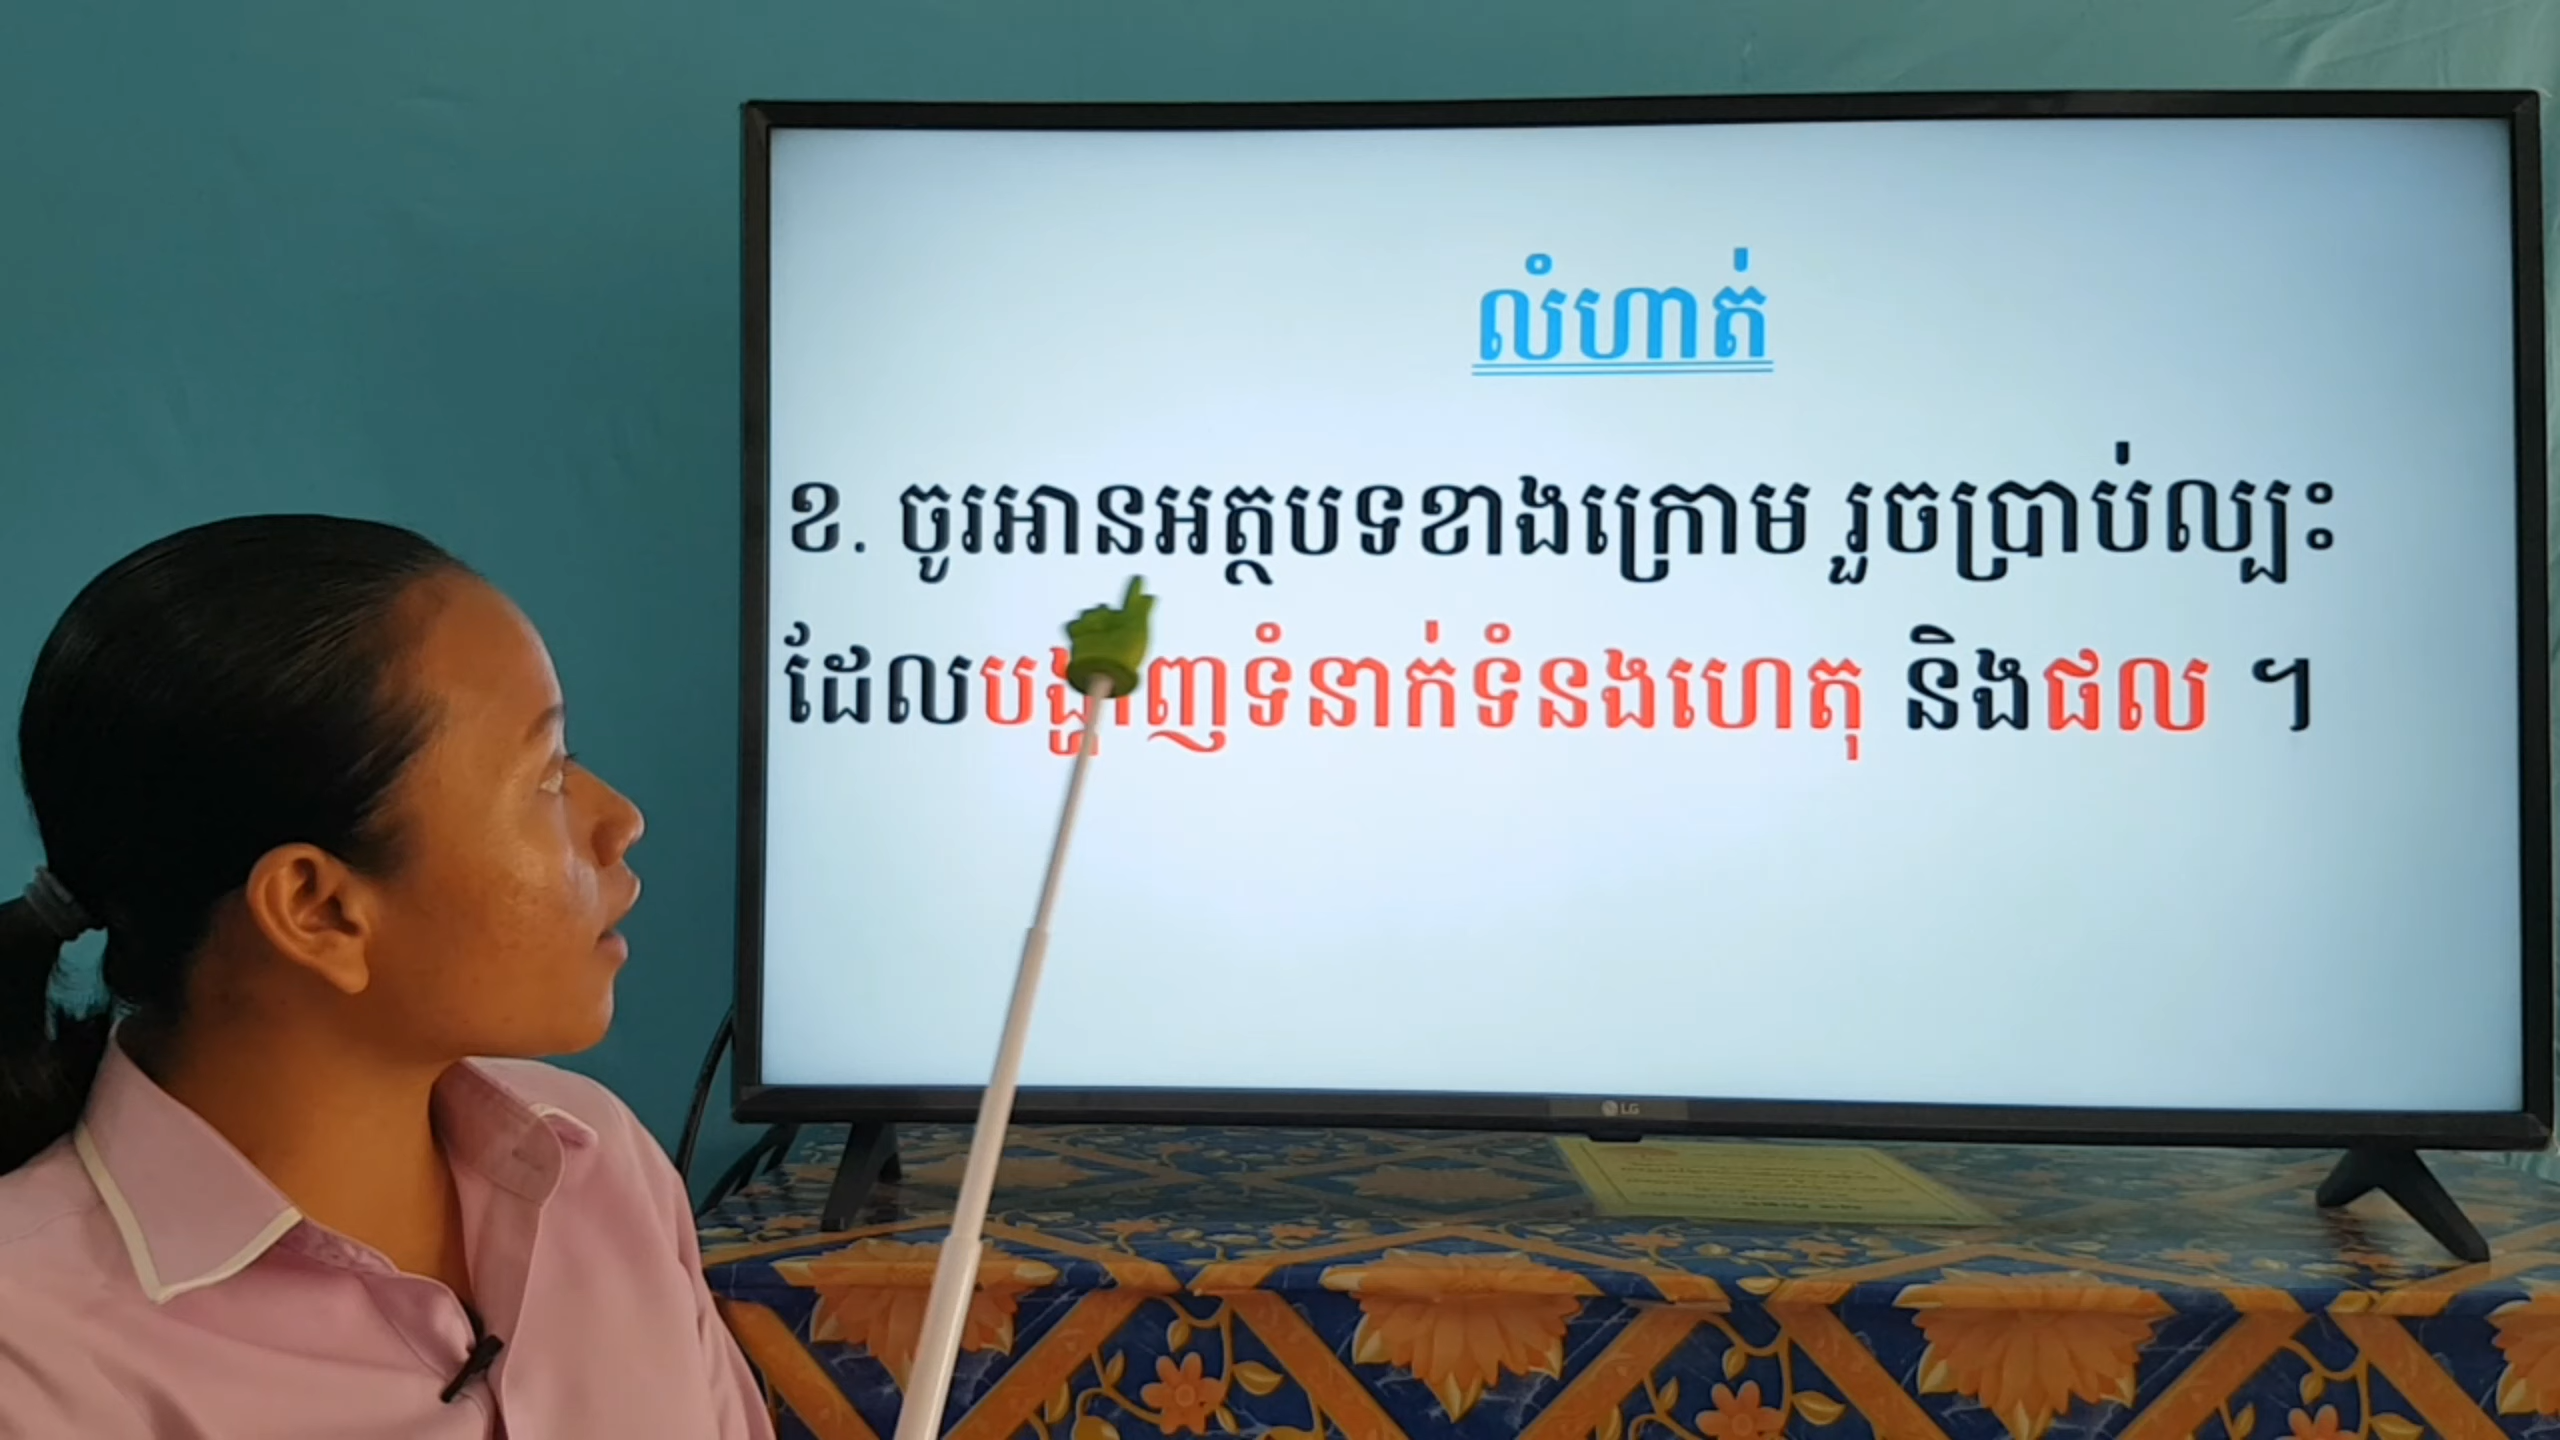 លំហាត់
ខ. ចូរអានអត្ថបទខាងក្រោម រួចប្រាប់ល្បះ
ដែលបង្ហាញទំនាក់ទំនងហេតុ និងផល ។
LG